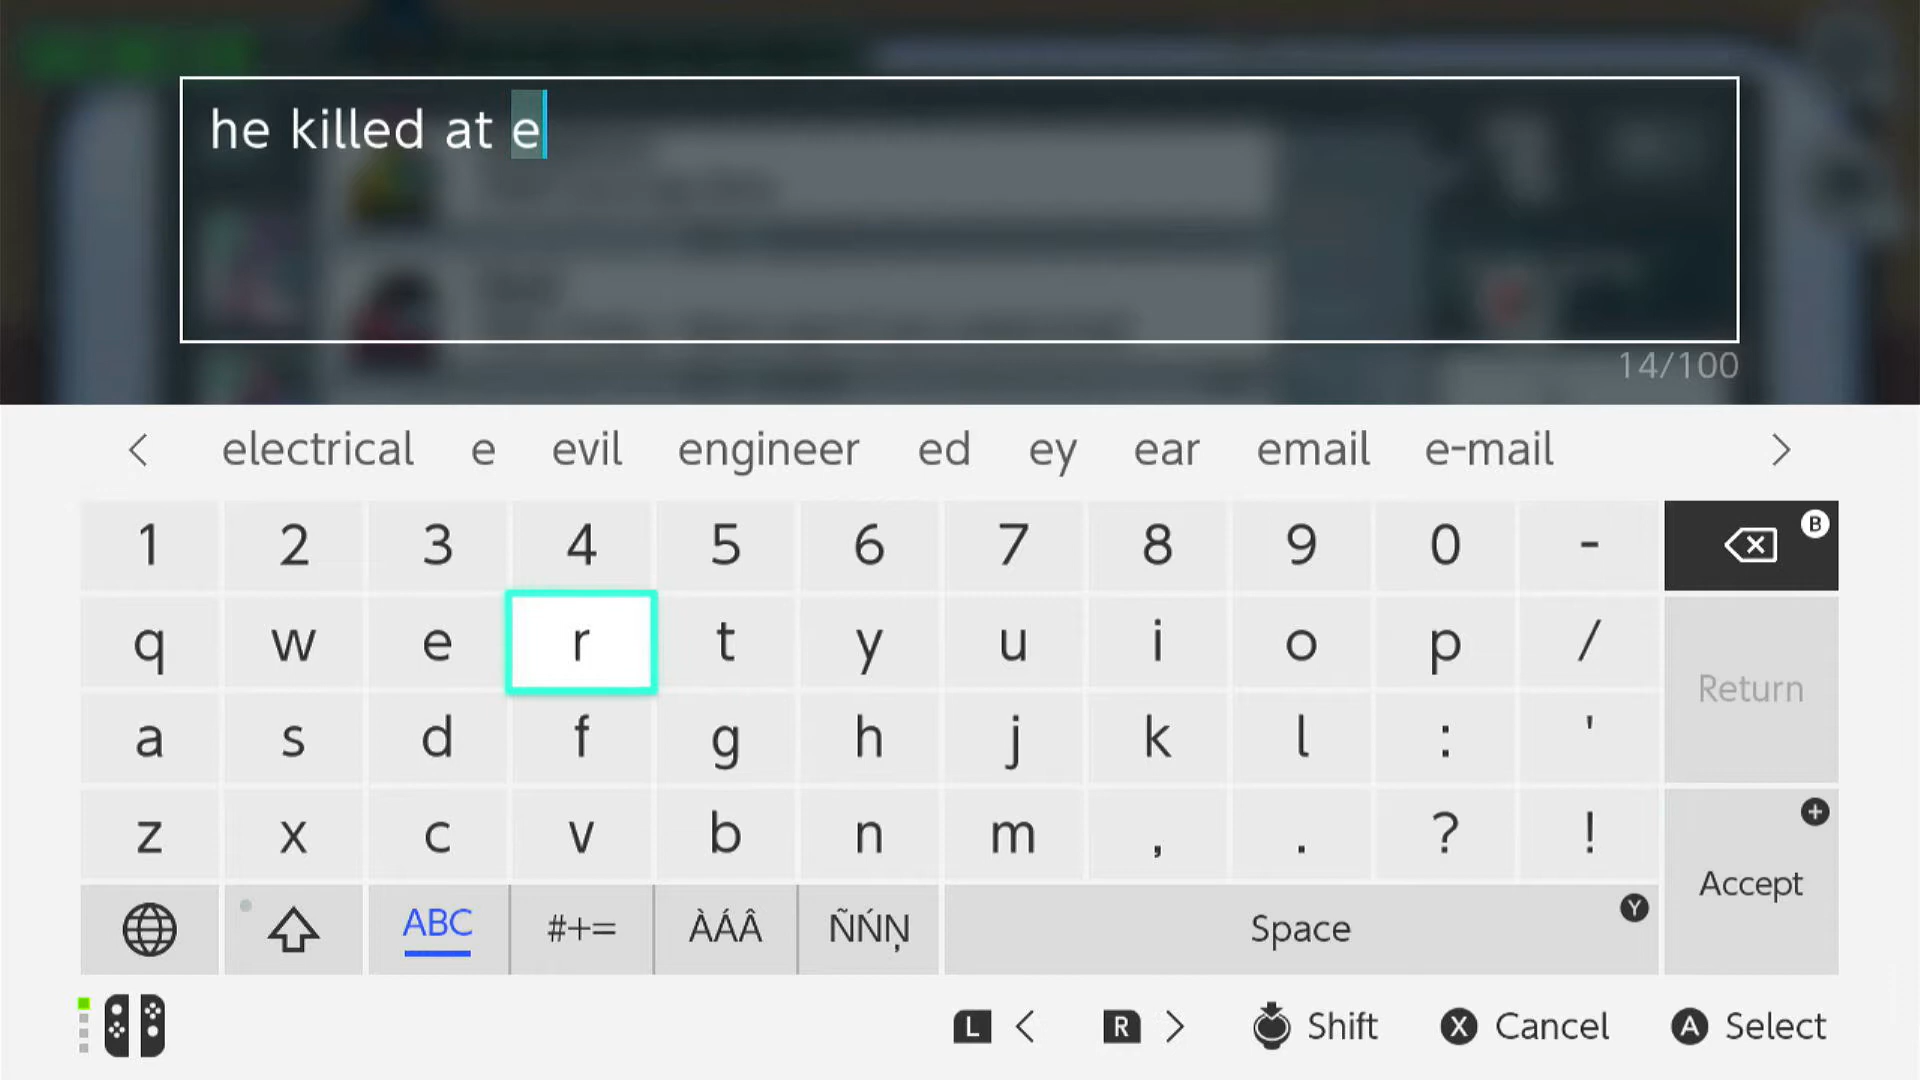 he killed at e
14/100
< electrical e evil engineer ed ey ear email e-mail >
1 2 3 4 5 6 7 8 9 0 - B
q w e r t y u i o p /
Return
a s d f g h j k l : '
z x c v b n m , . ? ! +
Accept
ABC #+= ÀÁÂ ÑŃŅ Space Y
L < R > Shift X Cancel A Select